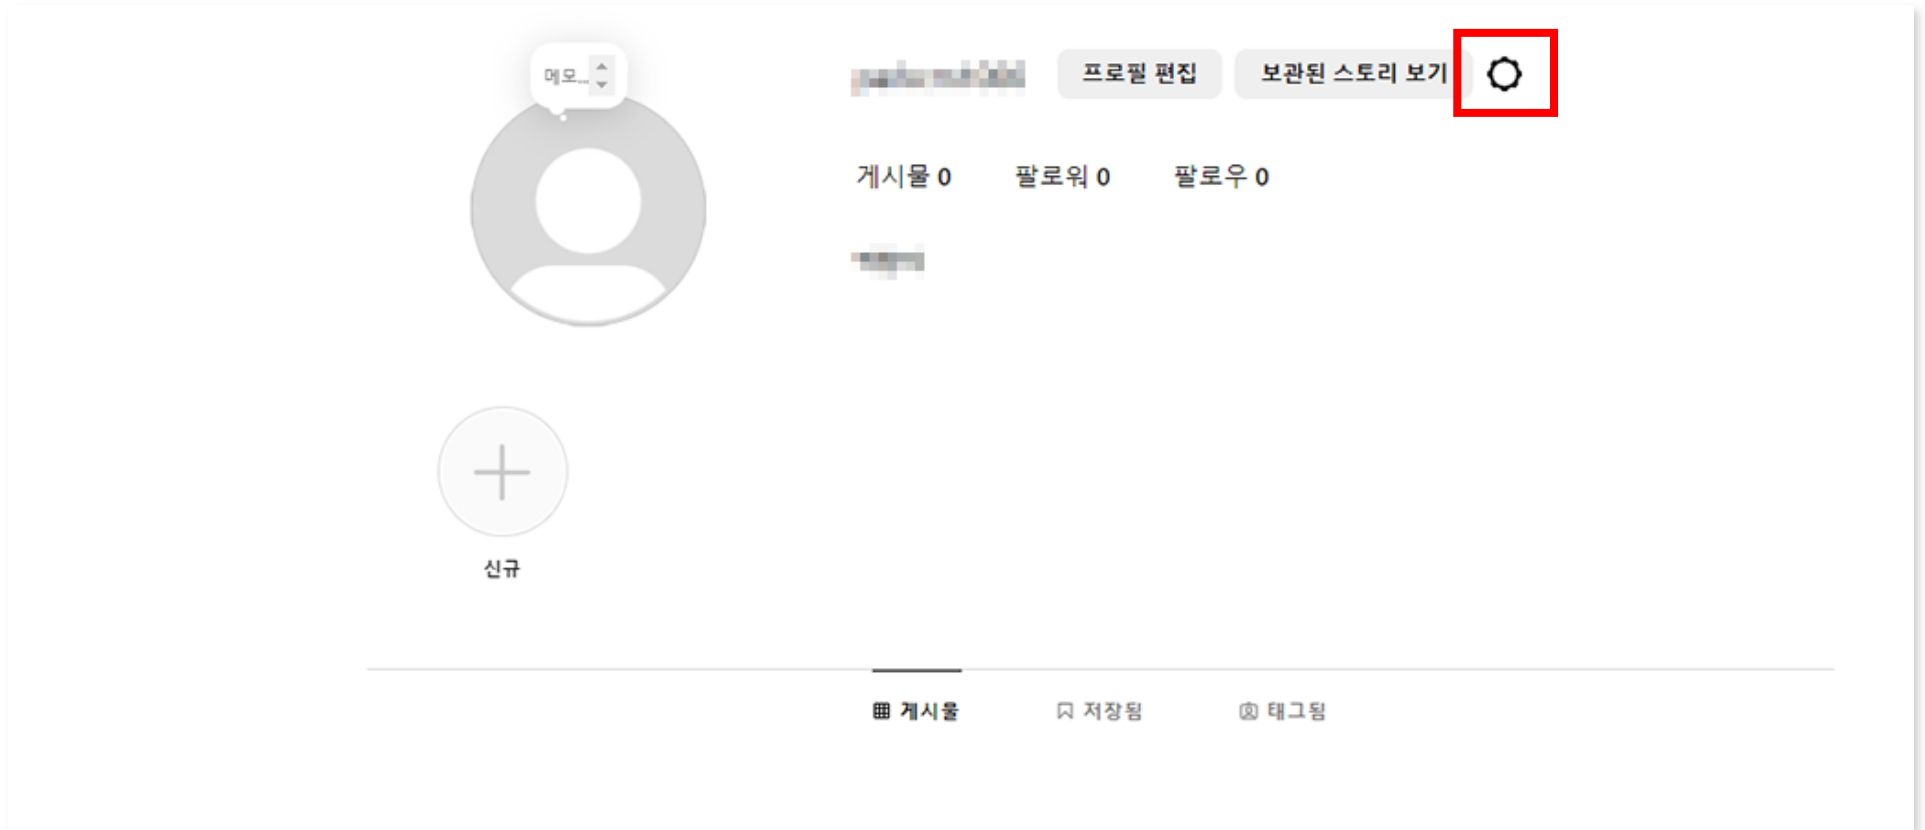 메모...
프로필 편집
보관된 스토리 보기
게시물 0
팔로워 0
팔로우 0
신규
게시물
저장됨
태그됨